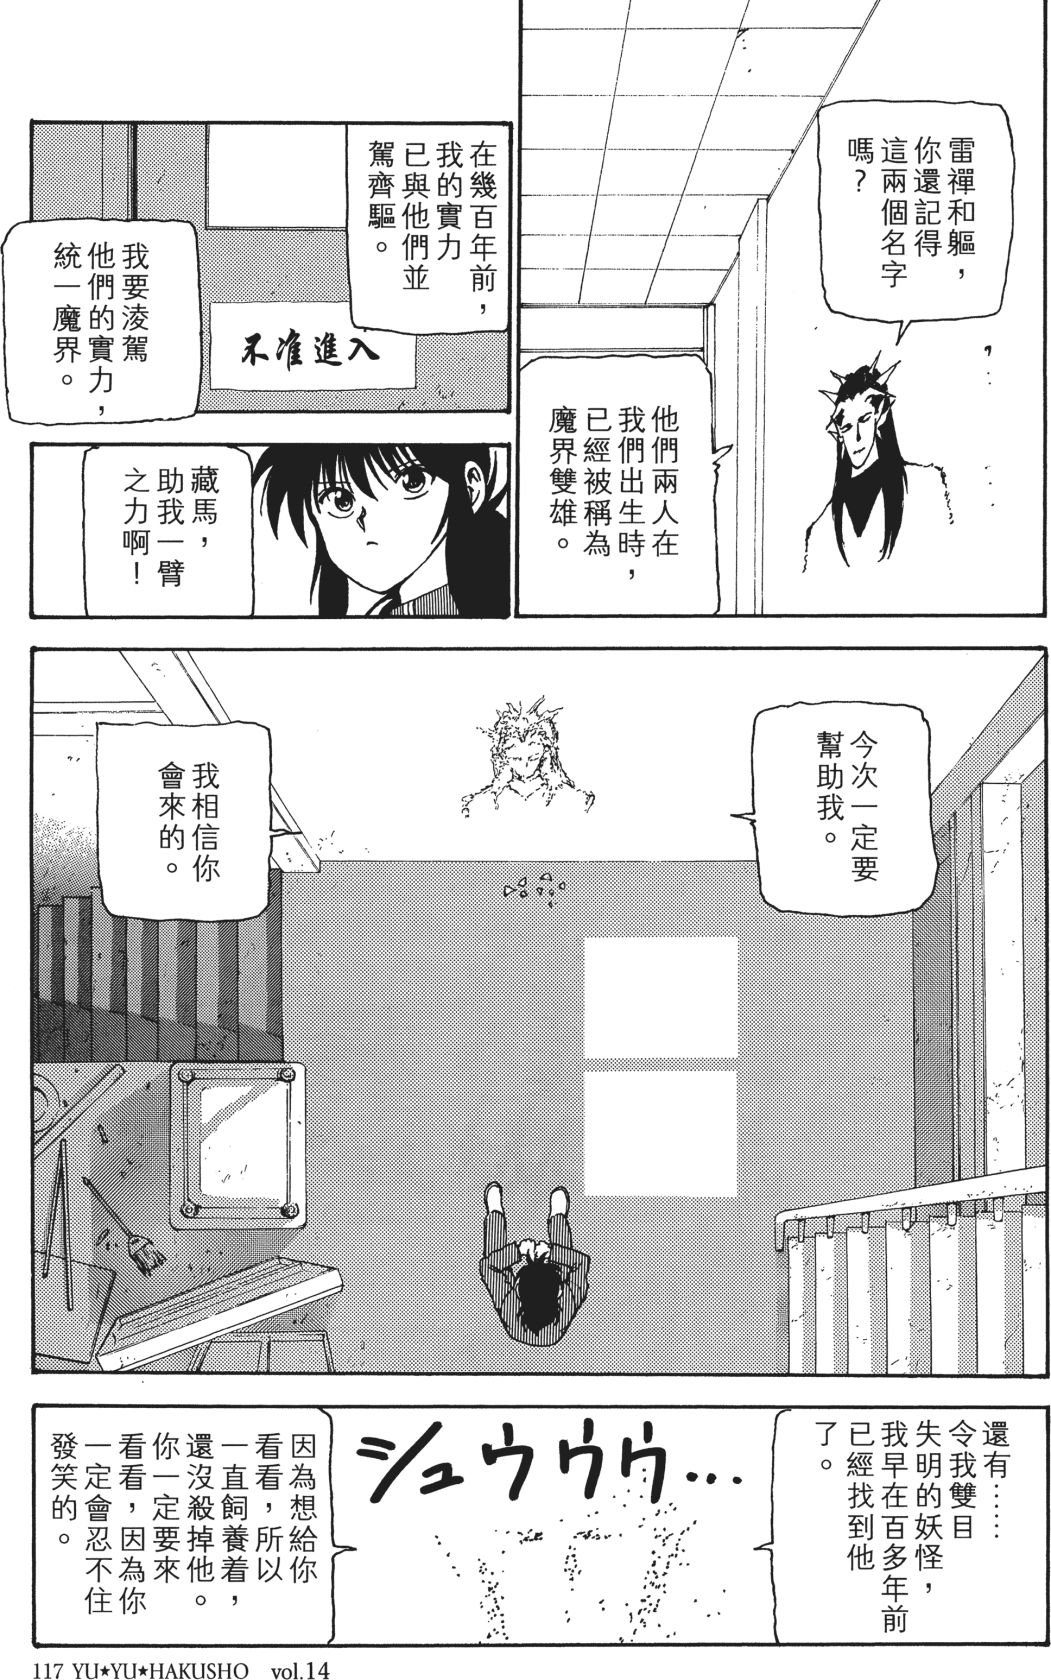 雷禪和軀，
你還記得
這兩個名字
嗎？
他們兩人在
我們出生時，
已經被稱為
魔界雙雄。
在幾百年前，
我的實力
已與他們並
駕齊驅。
不准進入
我要淩駕
他們的實力，
統一魔界。
藏馬，
助我一臂
之力啊！
今次一定要
幫助我。
我相信你
會來的。
還有……
令我雙目
失明的妖怪，
我早在百多年前
已經找到他
了。
シュウウウ…
因為想給你
看看，所以
一直飼養着，
還沒殺掉他。
你一定要來
看看，因為你
一定會忍不住
發笑的。
117 YU★YU★HAKUSHO vol.14